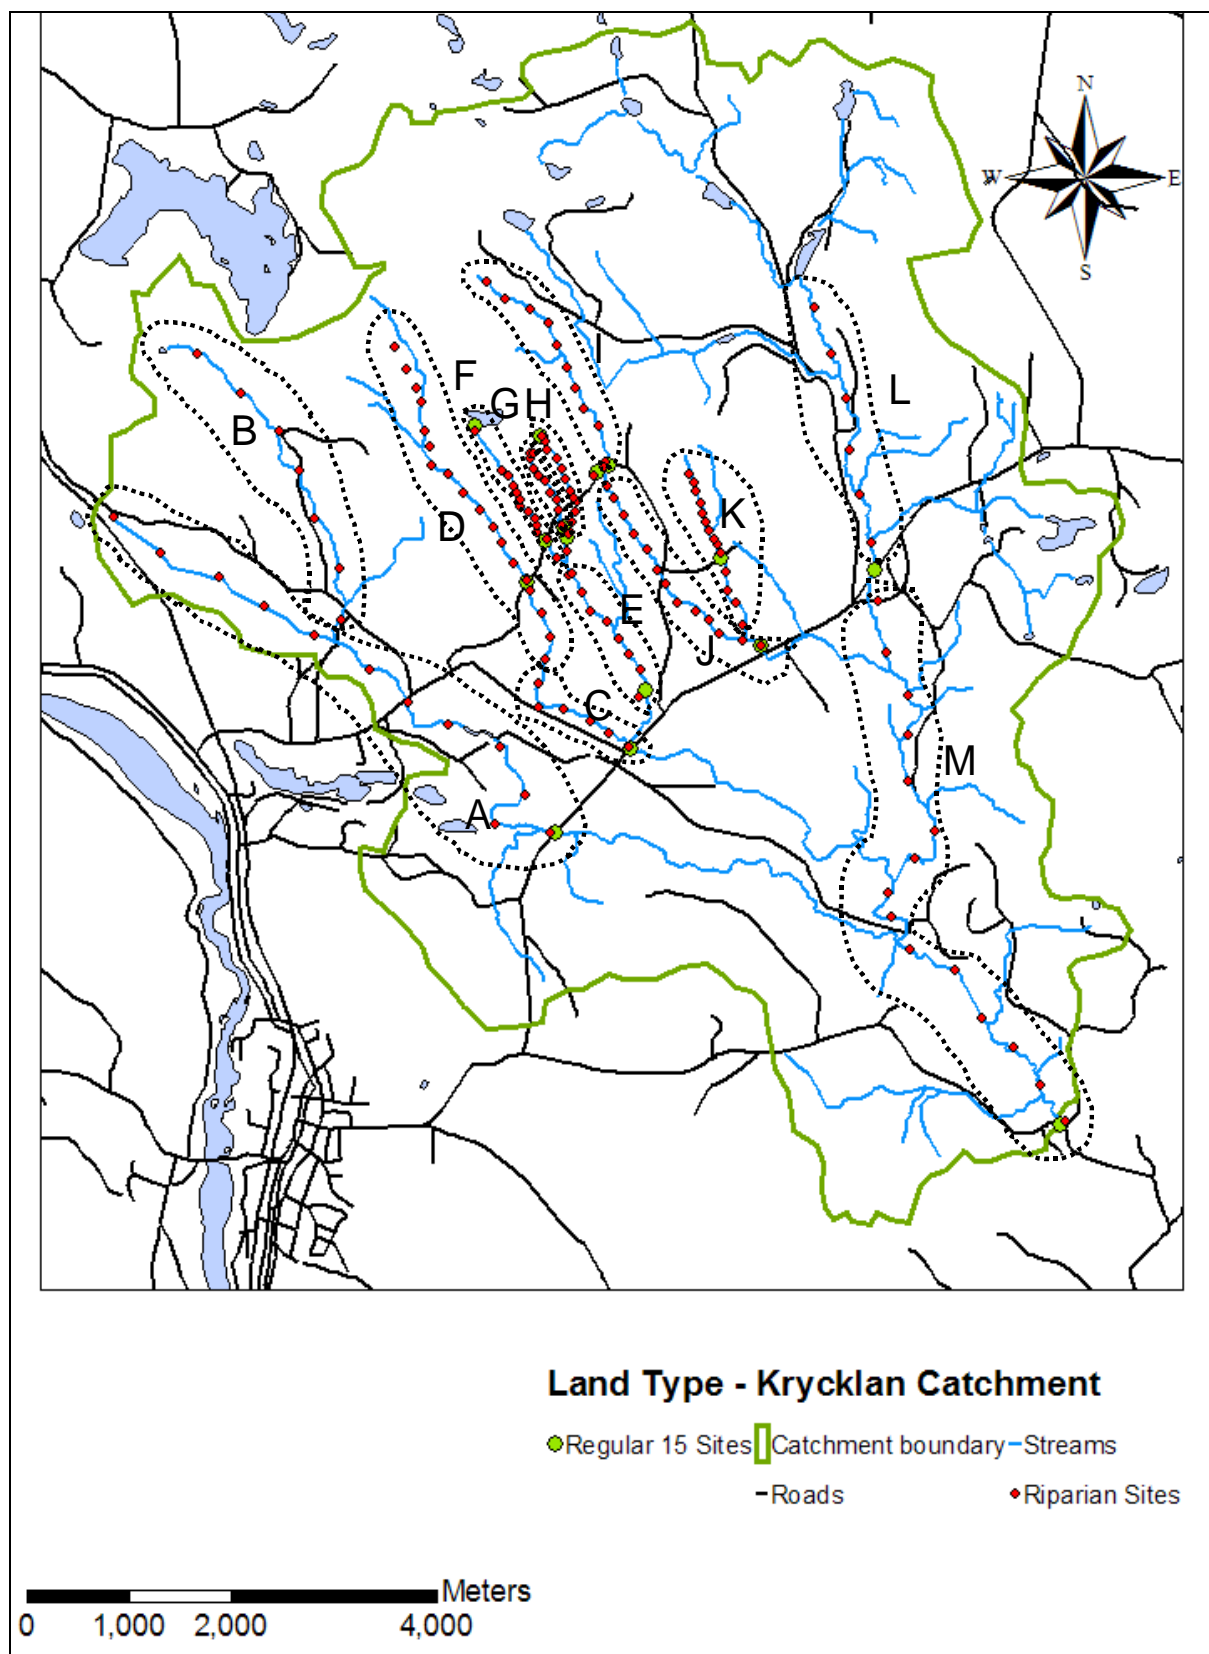 N
W E
S
I
F
L
G H
B
K
D
E
J
C
M
A
Land Type - Krycklan Catchment
Regular 15 Sites Catchment boundary Streams
Roads Riparian Sites
Meters
0 1,000 2,000 4,000